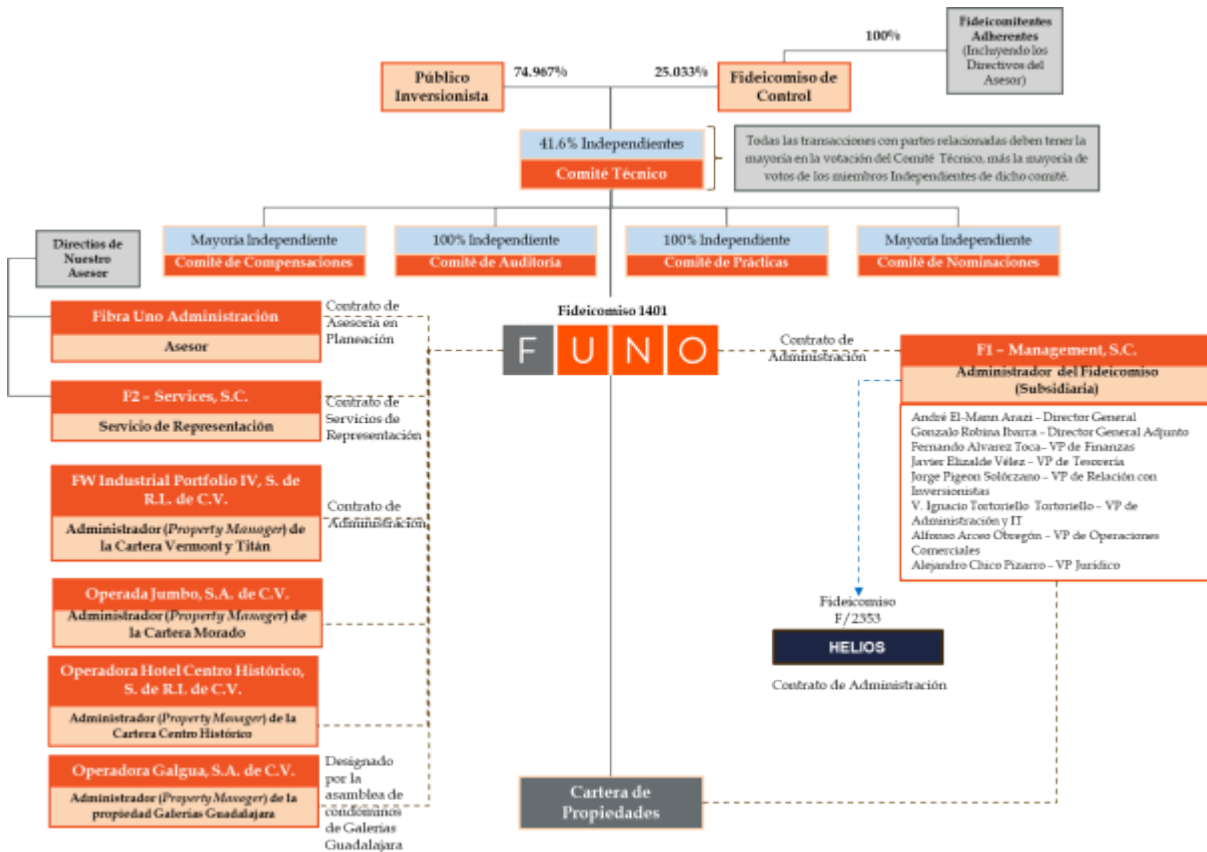 Fideicomitentes
Adherentes
(Incluyendo los
Directivos del
Asesor)
100%
Público
Inversionista
74.967%
25.033%
Fideicomiso de
Control
41.6% Independientes
Comité Técnico
Todas las transacciones con partes relacionadas deben tener la
mayoría en la votación del Comité Técnico, más la mayoría de
votos de los miembros Independientes de dicho comité.
Directios de
Nuestro
Asesor
Mayoría Independiente
Comité de Compensaciones
100% Independiente
Comité de Auditoría
100% Independiente
Comité de Prácticas
Mayoría Independiente
Comité de Nominaciones
Fibra Uno Administración
Asesor
Contrato de
Asesoría en
Planeación
Fideicomiso 1401
FUNO
Contrato de
Administración
F1 – Management, S.C.
Administrador del Fideicomiso
(Subsidiaria)
André El-Mann Arazi – Director General
Gonzalo Robina Ibarra – Director General Adjunto
Fernando Alvarez Toca– VP de Finanzas
Javier Elizalde Vélez – VP de Tesorería
Jorge Pigeon Solórzano – VP de Relación con
Inversionistas
V. Ignacio Tortoriello Tortoriello – VP de
Administración y IT
Alfonso Arceo Obregón – VP de Operaciones
Comerciales
Alejandro Chico Pizarro – VP Jurídico
F2 – Services, S.C.
Servicio de Representación
Contrato de
Servicios de
Representación
FW Industrial Portfolio IV, S. de
R.L. de C.V.
Administrador (Property Manager) de
la Cartera Vermont y Titán
Contrato de
Administración
Operada Jumbo, S.A. de C.V.
Administrador (Property Manager) de
la Cartera Morado
Fideicomiso
F/2353
HELIOS
Contrato de Administración
Operadora Hotel Centro Histórico,
S. de R.L de C.V.
Administrador (Property Manager) de la
Cartera Centro Histórico
Operadora Galgua, S.A. de C.V.
Administrador (Property Manager) de la
propiedad Galerías Guadalajara
Designado
por la
asamblea de
condóminos
de Galerías
Guadalajara
Cartera de
Propiedades